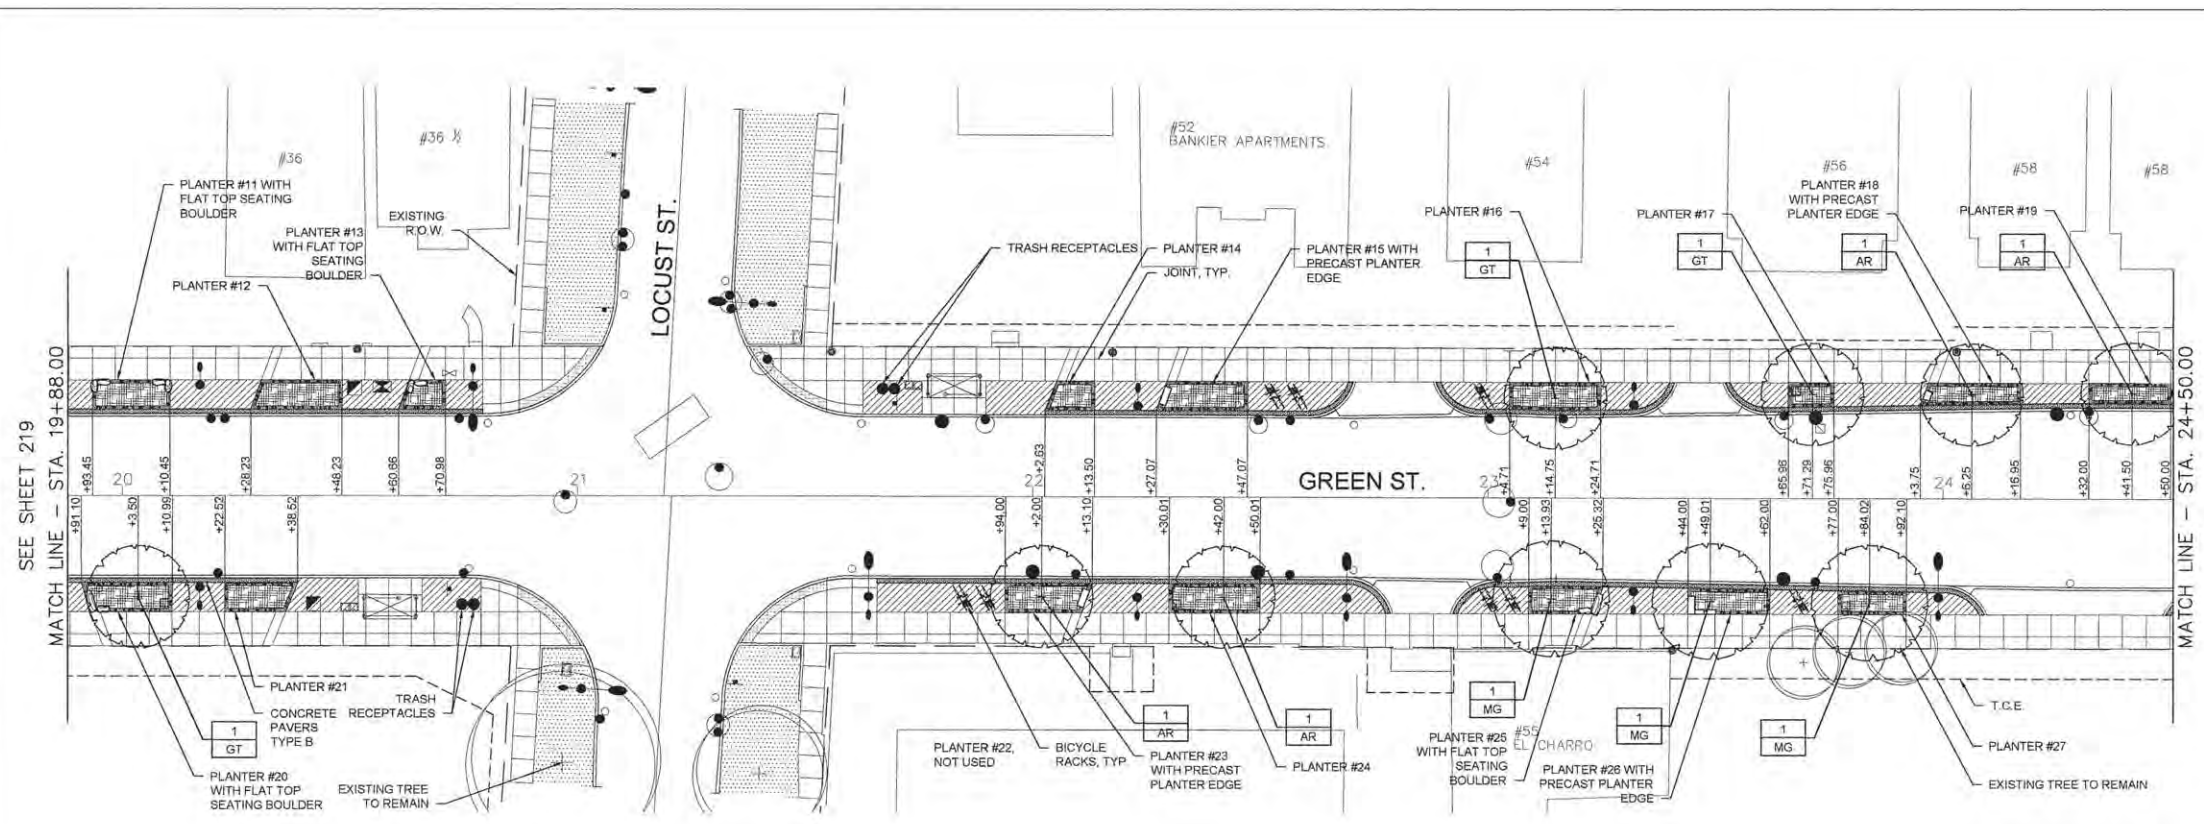 SEE SHEET 219
MATCH LINE – STA. 19+88.00
#36
#36 ½
PLANTER #11 WITH
FLAT TOP SEATING
BOULDER
PLANTER #13
WITH FLAT TOP
SEATING
BOULDER
PLANTER #12
EXISTING
R.O.W.
LOCUST ST.
TRASH RECEPTACLES
PLANTER #14
JOINT, TYP.
#52
BANKIER APARTMENTS
PLANTER #15 WITH
PRECAST PLANTER
EDGE
PLANTER #16
1
GT
#54
PLANTER #17
1
GT
#56
PLANTER #18
WITH PRECAST
PLANTER EDGE
1
AR
#58
PLANTER #19
1
AR
#58
+93.45
20
+10.45
+28.23
+48.23
+60.66
+70.98
21
22
+2.63
+13.50
+27.07
+47.07
GREEN ST.
23
+4.71
+14.75
+24.71
+65.96
+71.29
+75.96
+3.75
24
+6.25
+16.95
+32.00
+41.50
+50.00
+91.10
+3.50
+10.99
+22.52
+38.52
+94.00
+2.00
+13.10
+30.01
+42.00
+50.01
+9.00
+13.93
+25.32
+44.00
+49.01
+62.00
+77.00
+84.02
+92.10
MATCH LINE – STA. 24+50.00
PLANTER #21
CONCRETE
PAVERS
TYPE B
TRASH
RECEPTACLES
1
GT
PLANTER #20
WITH FLAT TOP
SEATING BOULDER
EXISTING TREE
TO REMAIN
PLANTER #22,
NOT USED
BICYCLE
RACKS, TYP
1
AR
PLANTER #23
WITH PRECAST
PLANTER EDGE
1
AR
PLANTER #24
1
MG
PLANTER #25
WITH FLAT TOP
SEATING
BOULDER
#55
EL CHARRO
1
MG
PLANTER #26 WITH
PRECAST PLANTER
EDGE
1
MG
T.C.E.
PLANTER #27
EXISTING TREE TO REMAIN